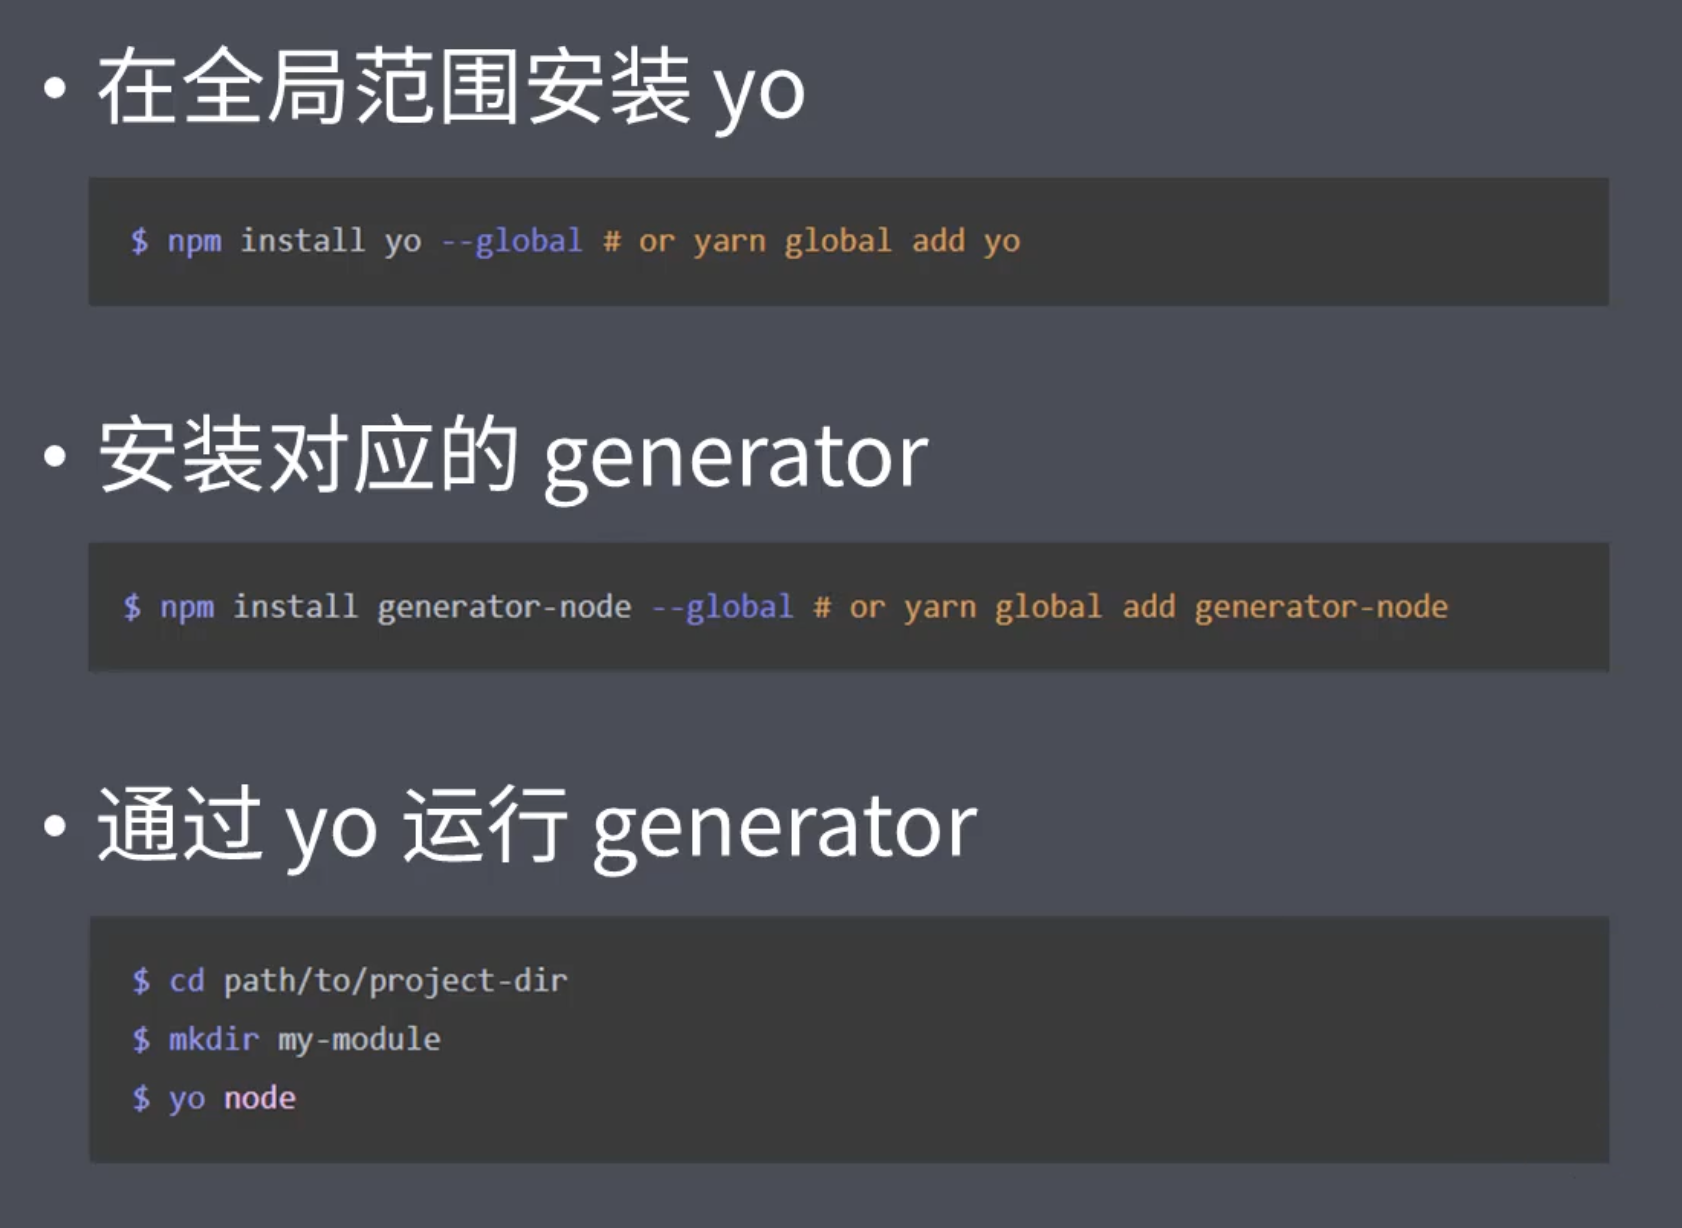 • 在全局范围安装 yo
$ npm install yo --global # or yarn global add yo
• 安装对应的 generator
$ npm install generator-node --global # or yarn global add generator-node
• 通过 yo 运行 generator
$ cd path/to/project-dir
$ mkdir my-module
$ yo node